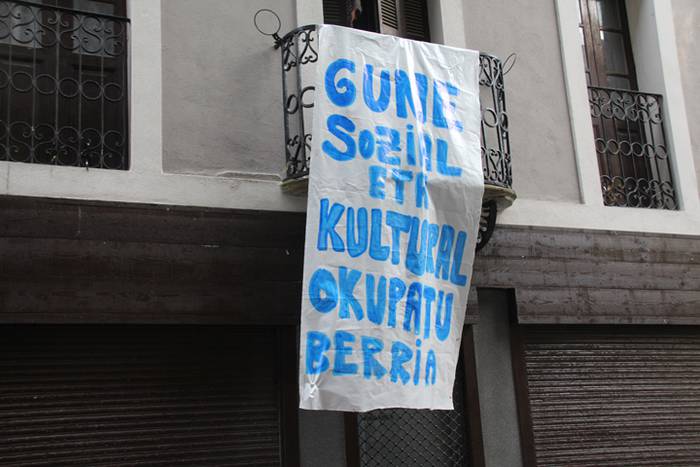 GUNE
SoZiAL
ETA
KULTURAL
OKUPATU
BERRiA